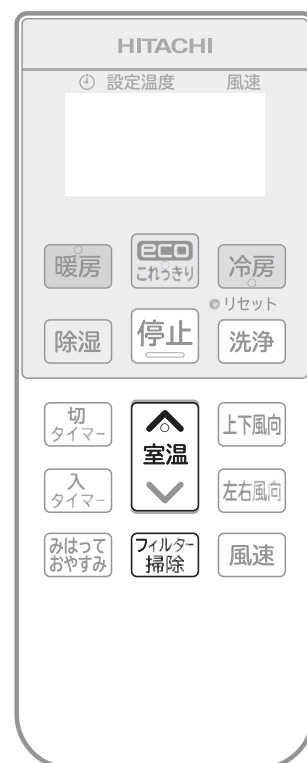 HITACHI
設定温度 風速
暖房 eco これっきり 冷房
リセット
除湿 停止 洗浄
切タイマー 室温 上下風向
入タイマー 左右風向
みはっておやすみ フィルター掃除 風速